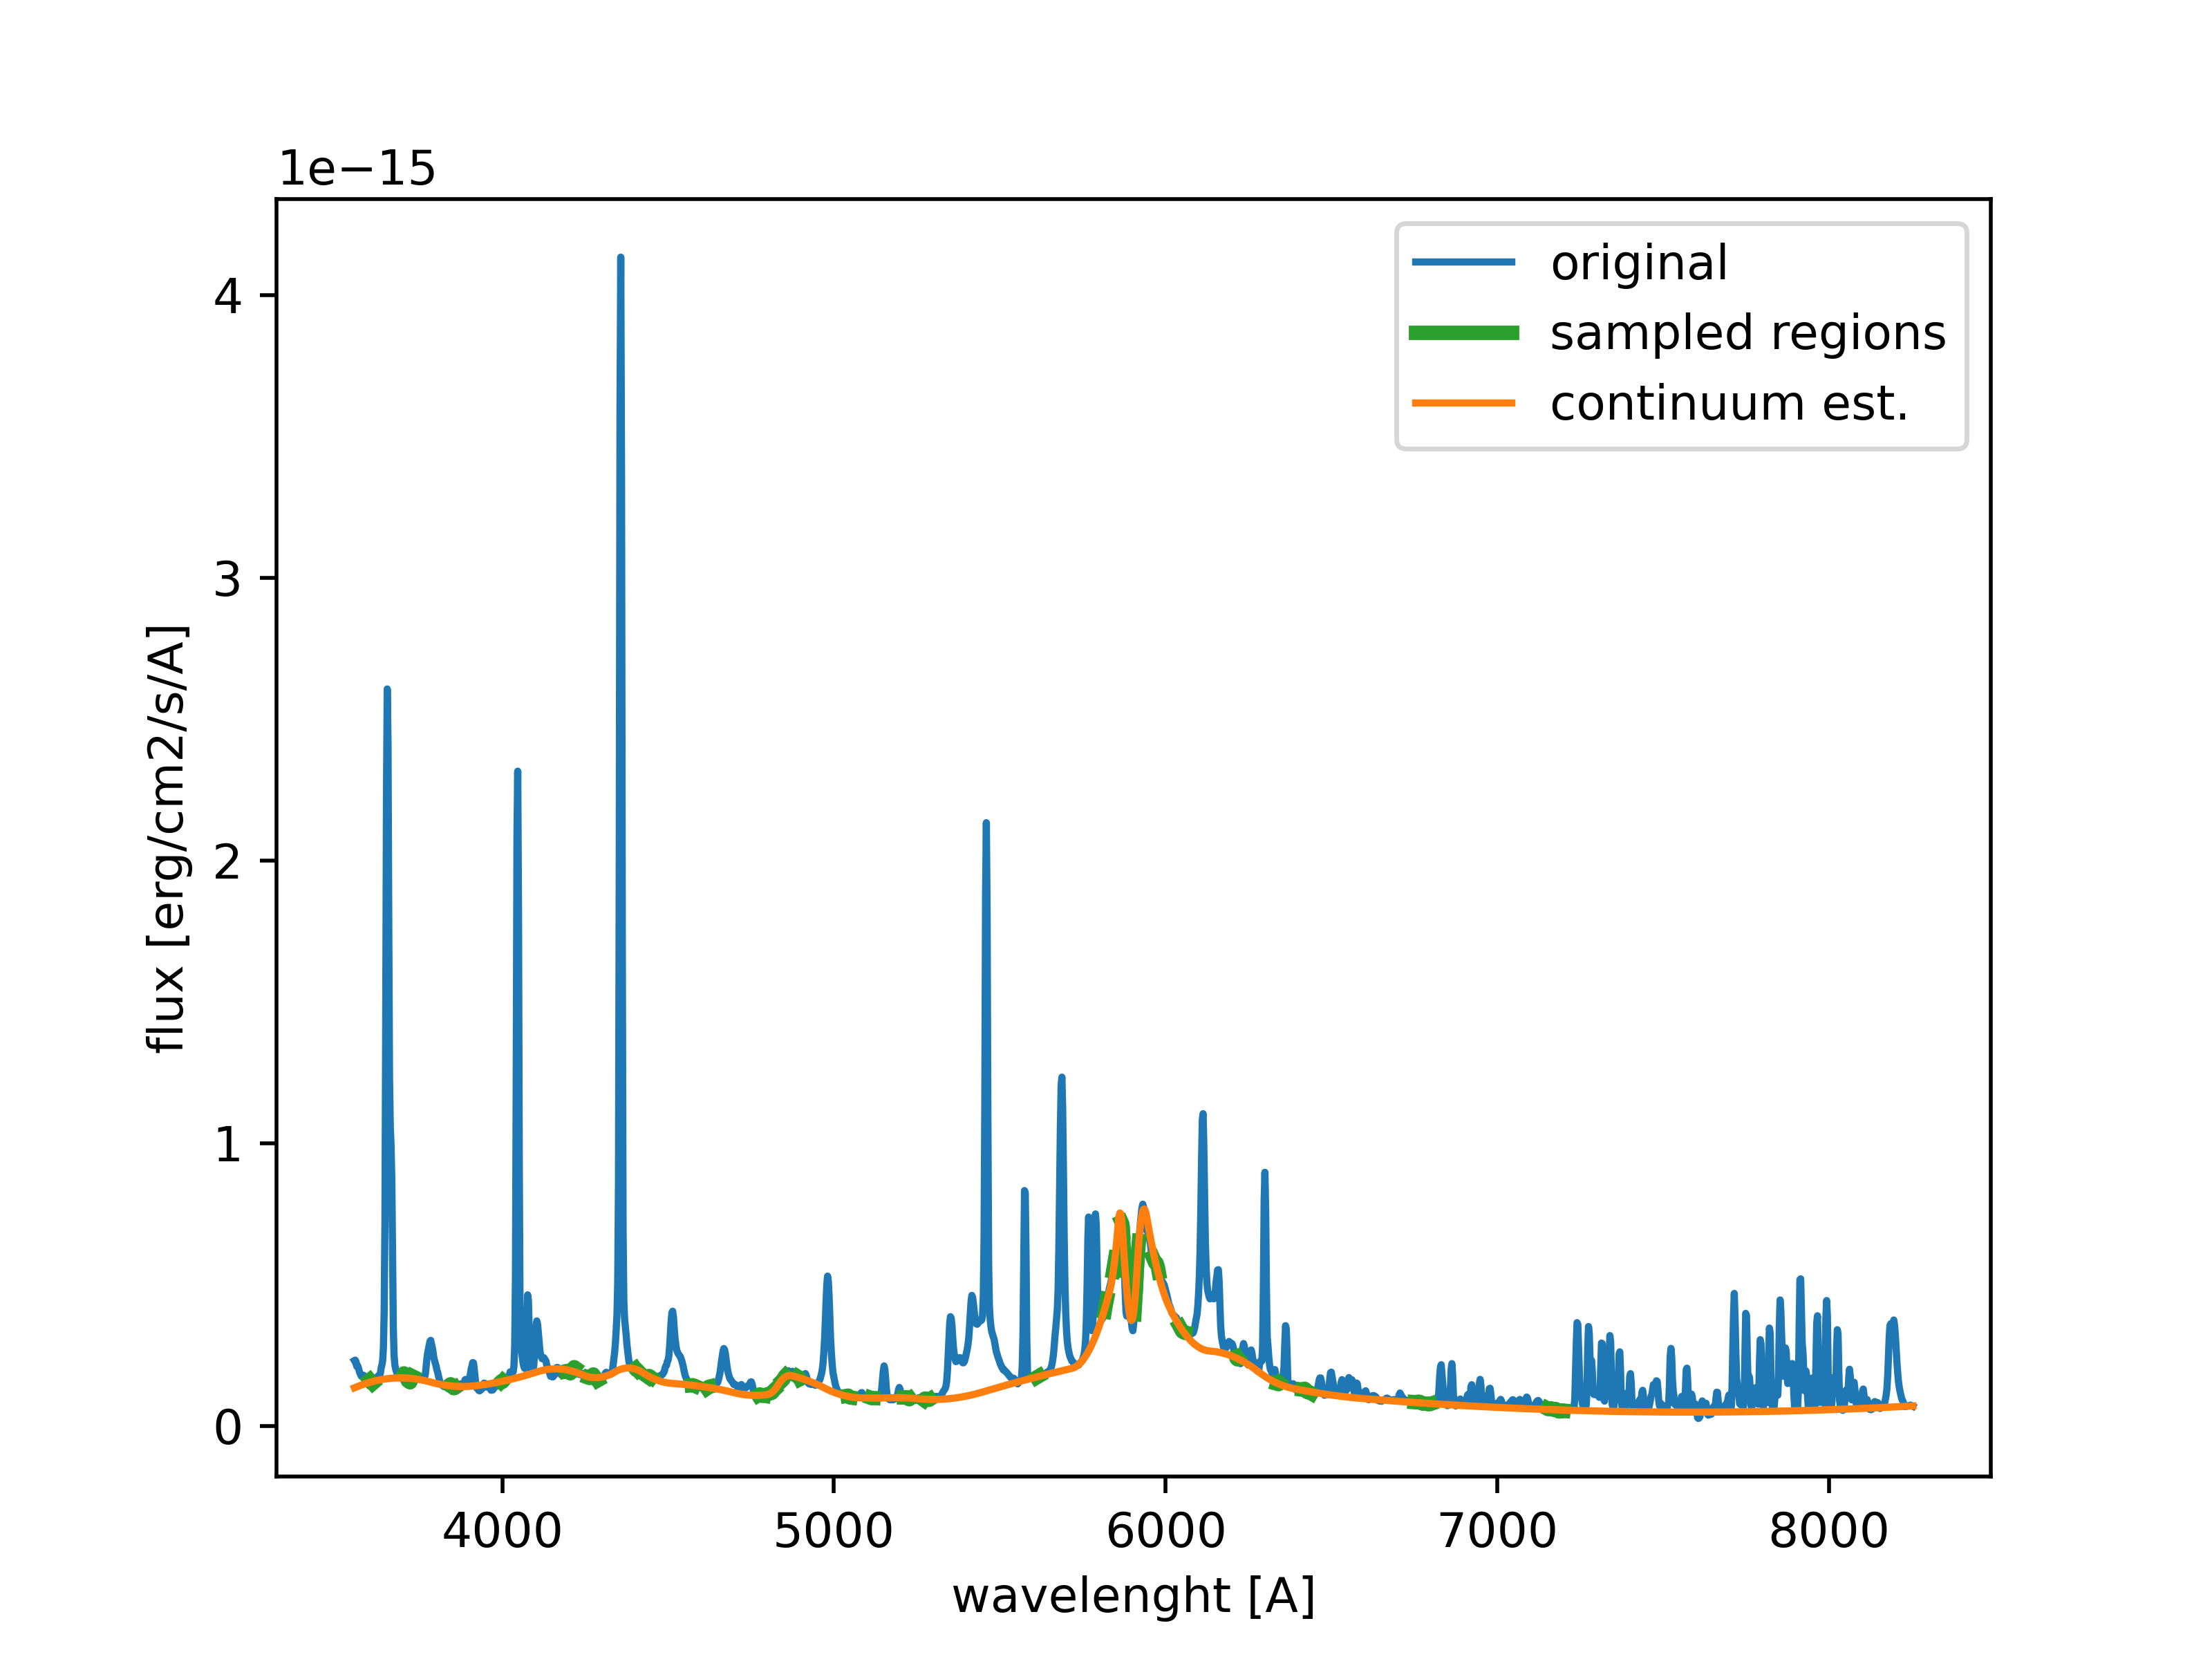 1e−15
original
sampled regions
continuum est.
4
3
2
1
0
flux [erg/cm2/s/A]
4000
5000
6000
7000
8000
wavelenght [A]